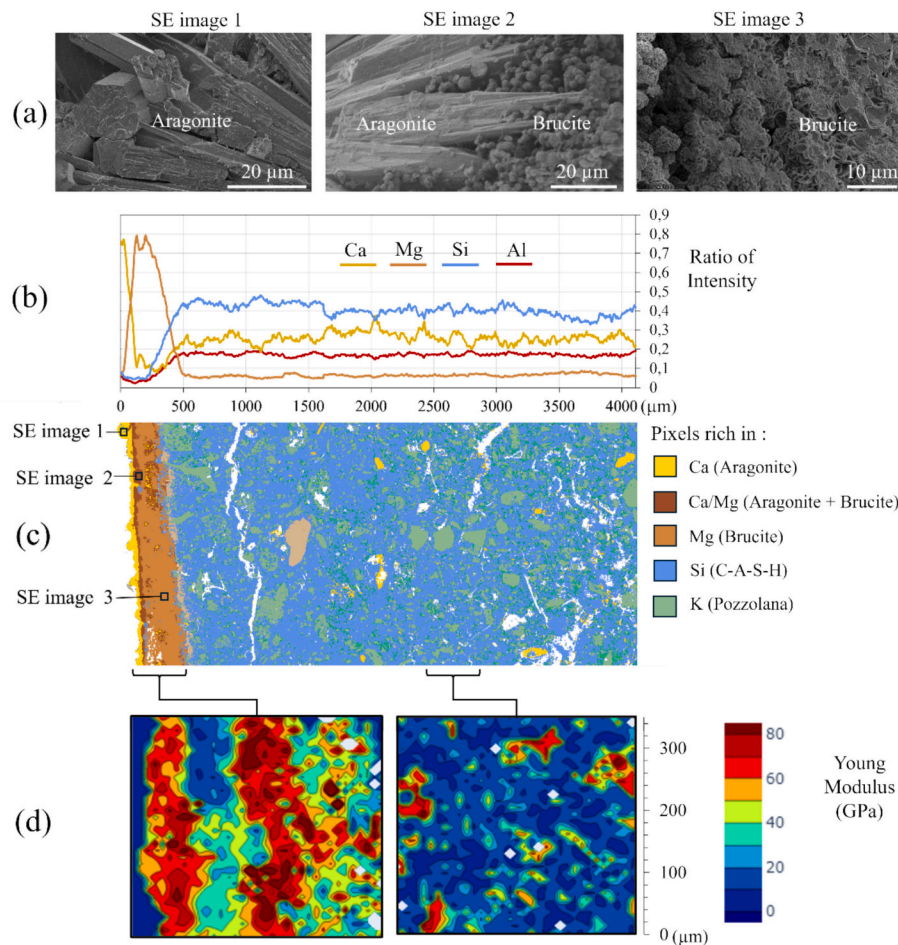 SE image 1
SE image 2
SE image 3
(a)
Aragonite
20 µm
Aragonite
Brucite
20 µm
Brucite
10 µm
(b)
Ca
Mg
Si
Al
0,9
0,8
0,7
0,6
0,5
0,4
0,3
0,2
0,1
0
Ratio of
Intensity
0
500
1000
1500
2000
2500
3000
3500
4000
(µm)
(c)
SE image 1
SE image 2
SE image 3
Pixels rich in :
Ca (Aragonite)
Ca/Mg (Aragonite + Brucite)
Mg (Brucite)
Si (C-A-S-H)
K (Pozzolana)
(d)
300
200
100
0
(µm)
80
60
40
20
0
Young
Modulus
(GPa)